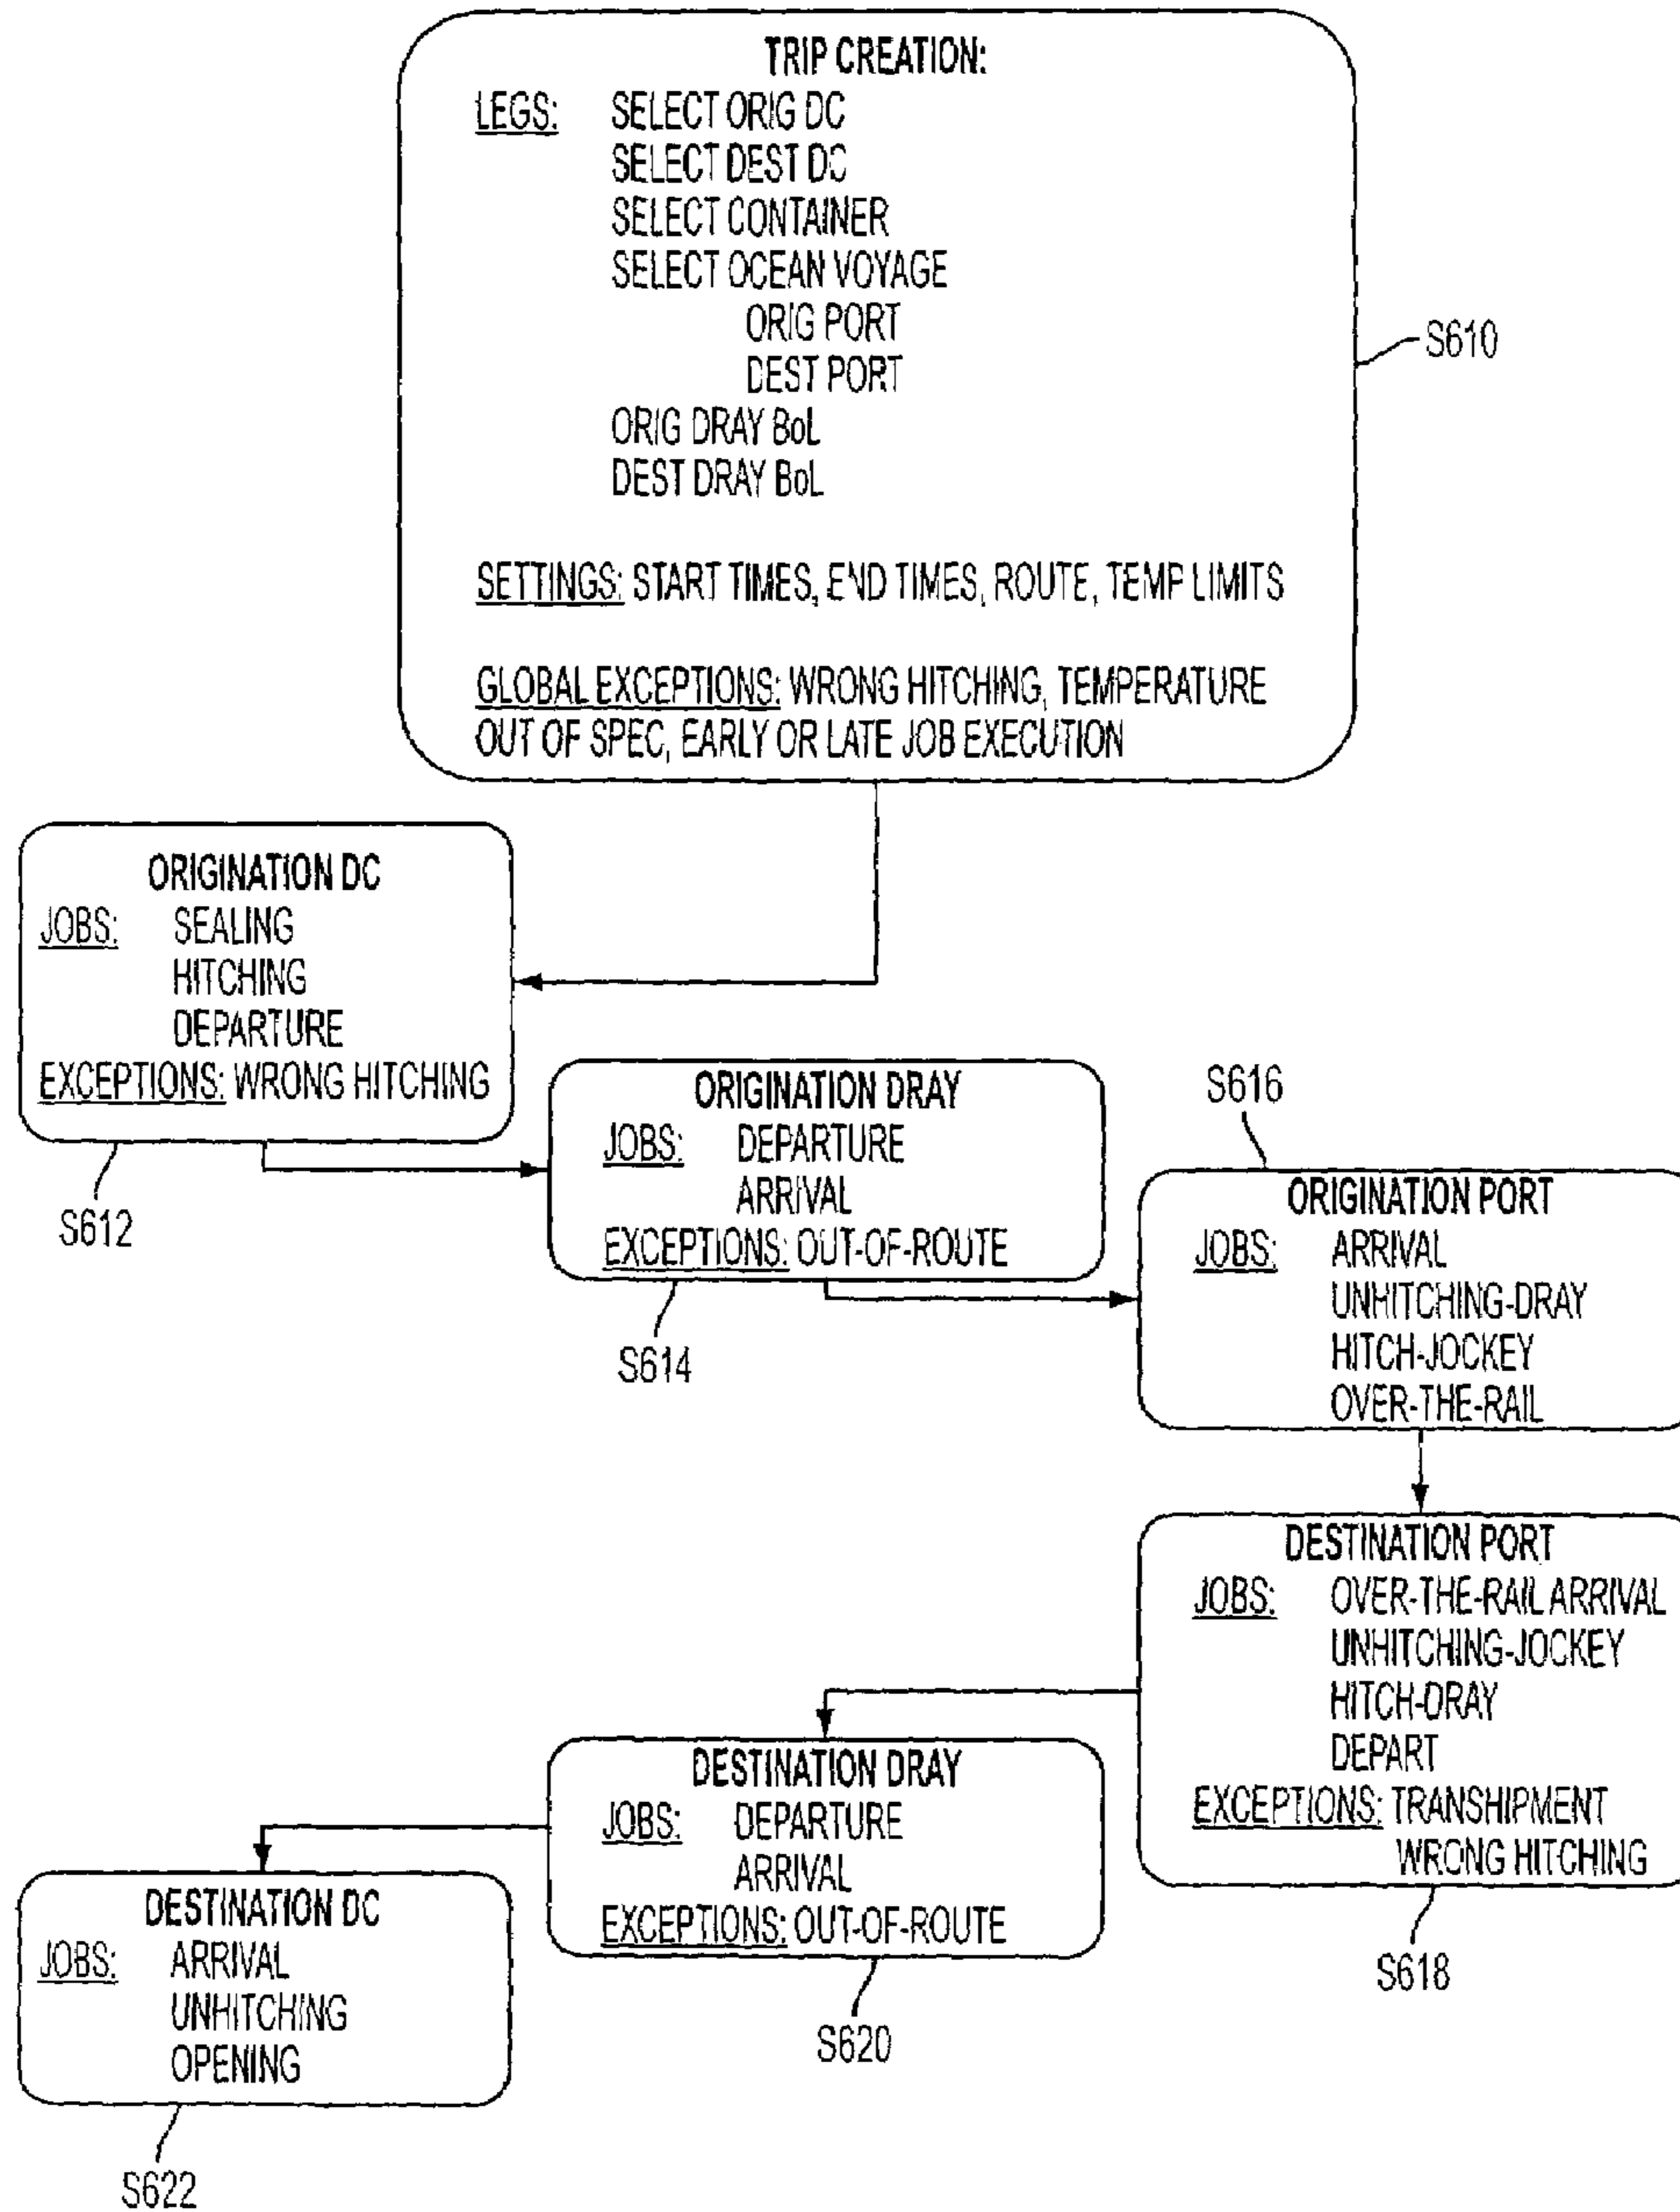 TRIP CREATION:
LEGS: SELECT ORIG DC
SELECT DEST DC
SELECT CONTAINER
SELECT OCEAN VOYAGE
ORIG PORT
DEST PORT
ORIG DRAY BoL
DEST DRAY BoL
SETTINGS: START TIMES, END TIMES, ROUTE, TEMP LIMITS
GLOBAL EXCEPTIONS: WRONG HITCHING, TEMPERATURE
OUT OF SPEC, EARLY OR LATE JOB EXECUTION
S610
ORIGINATION DC
JOBS: SEALING
HITCHING
DEPARTURE
EXCEPTIONS: WRONG HITCHING
S612
ORIGINATION DRAY
JOBS: DEPARTURE
ARRIVAL
EXCEPTIONS: OUT-OF-ROUTE
S614
S616
ORIGINATION PORT
JOBS: ARRIVAL
UNHITCHING-DRAY
HITCH-JOCKEY
OVER-THE-RAIL
DESTINATION PORT
JOBS: OVER-THE-RAIL ARRIVAL
UNHITCHING-JOCKEY
HITCH-DRAY
DEPART
EXCEPTIONS: TRANSHIPMENT
WRONG HITCHING
S618
DESTINATION DRAY
JOBS: DEPARTURE
ARRIVAL
EXCEPTIONS: OUT-OF-ROUTE
S620
DESTINATION DC
JOBS: ARRIVAL
UNHITCHING
OPENING
S622